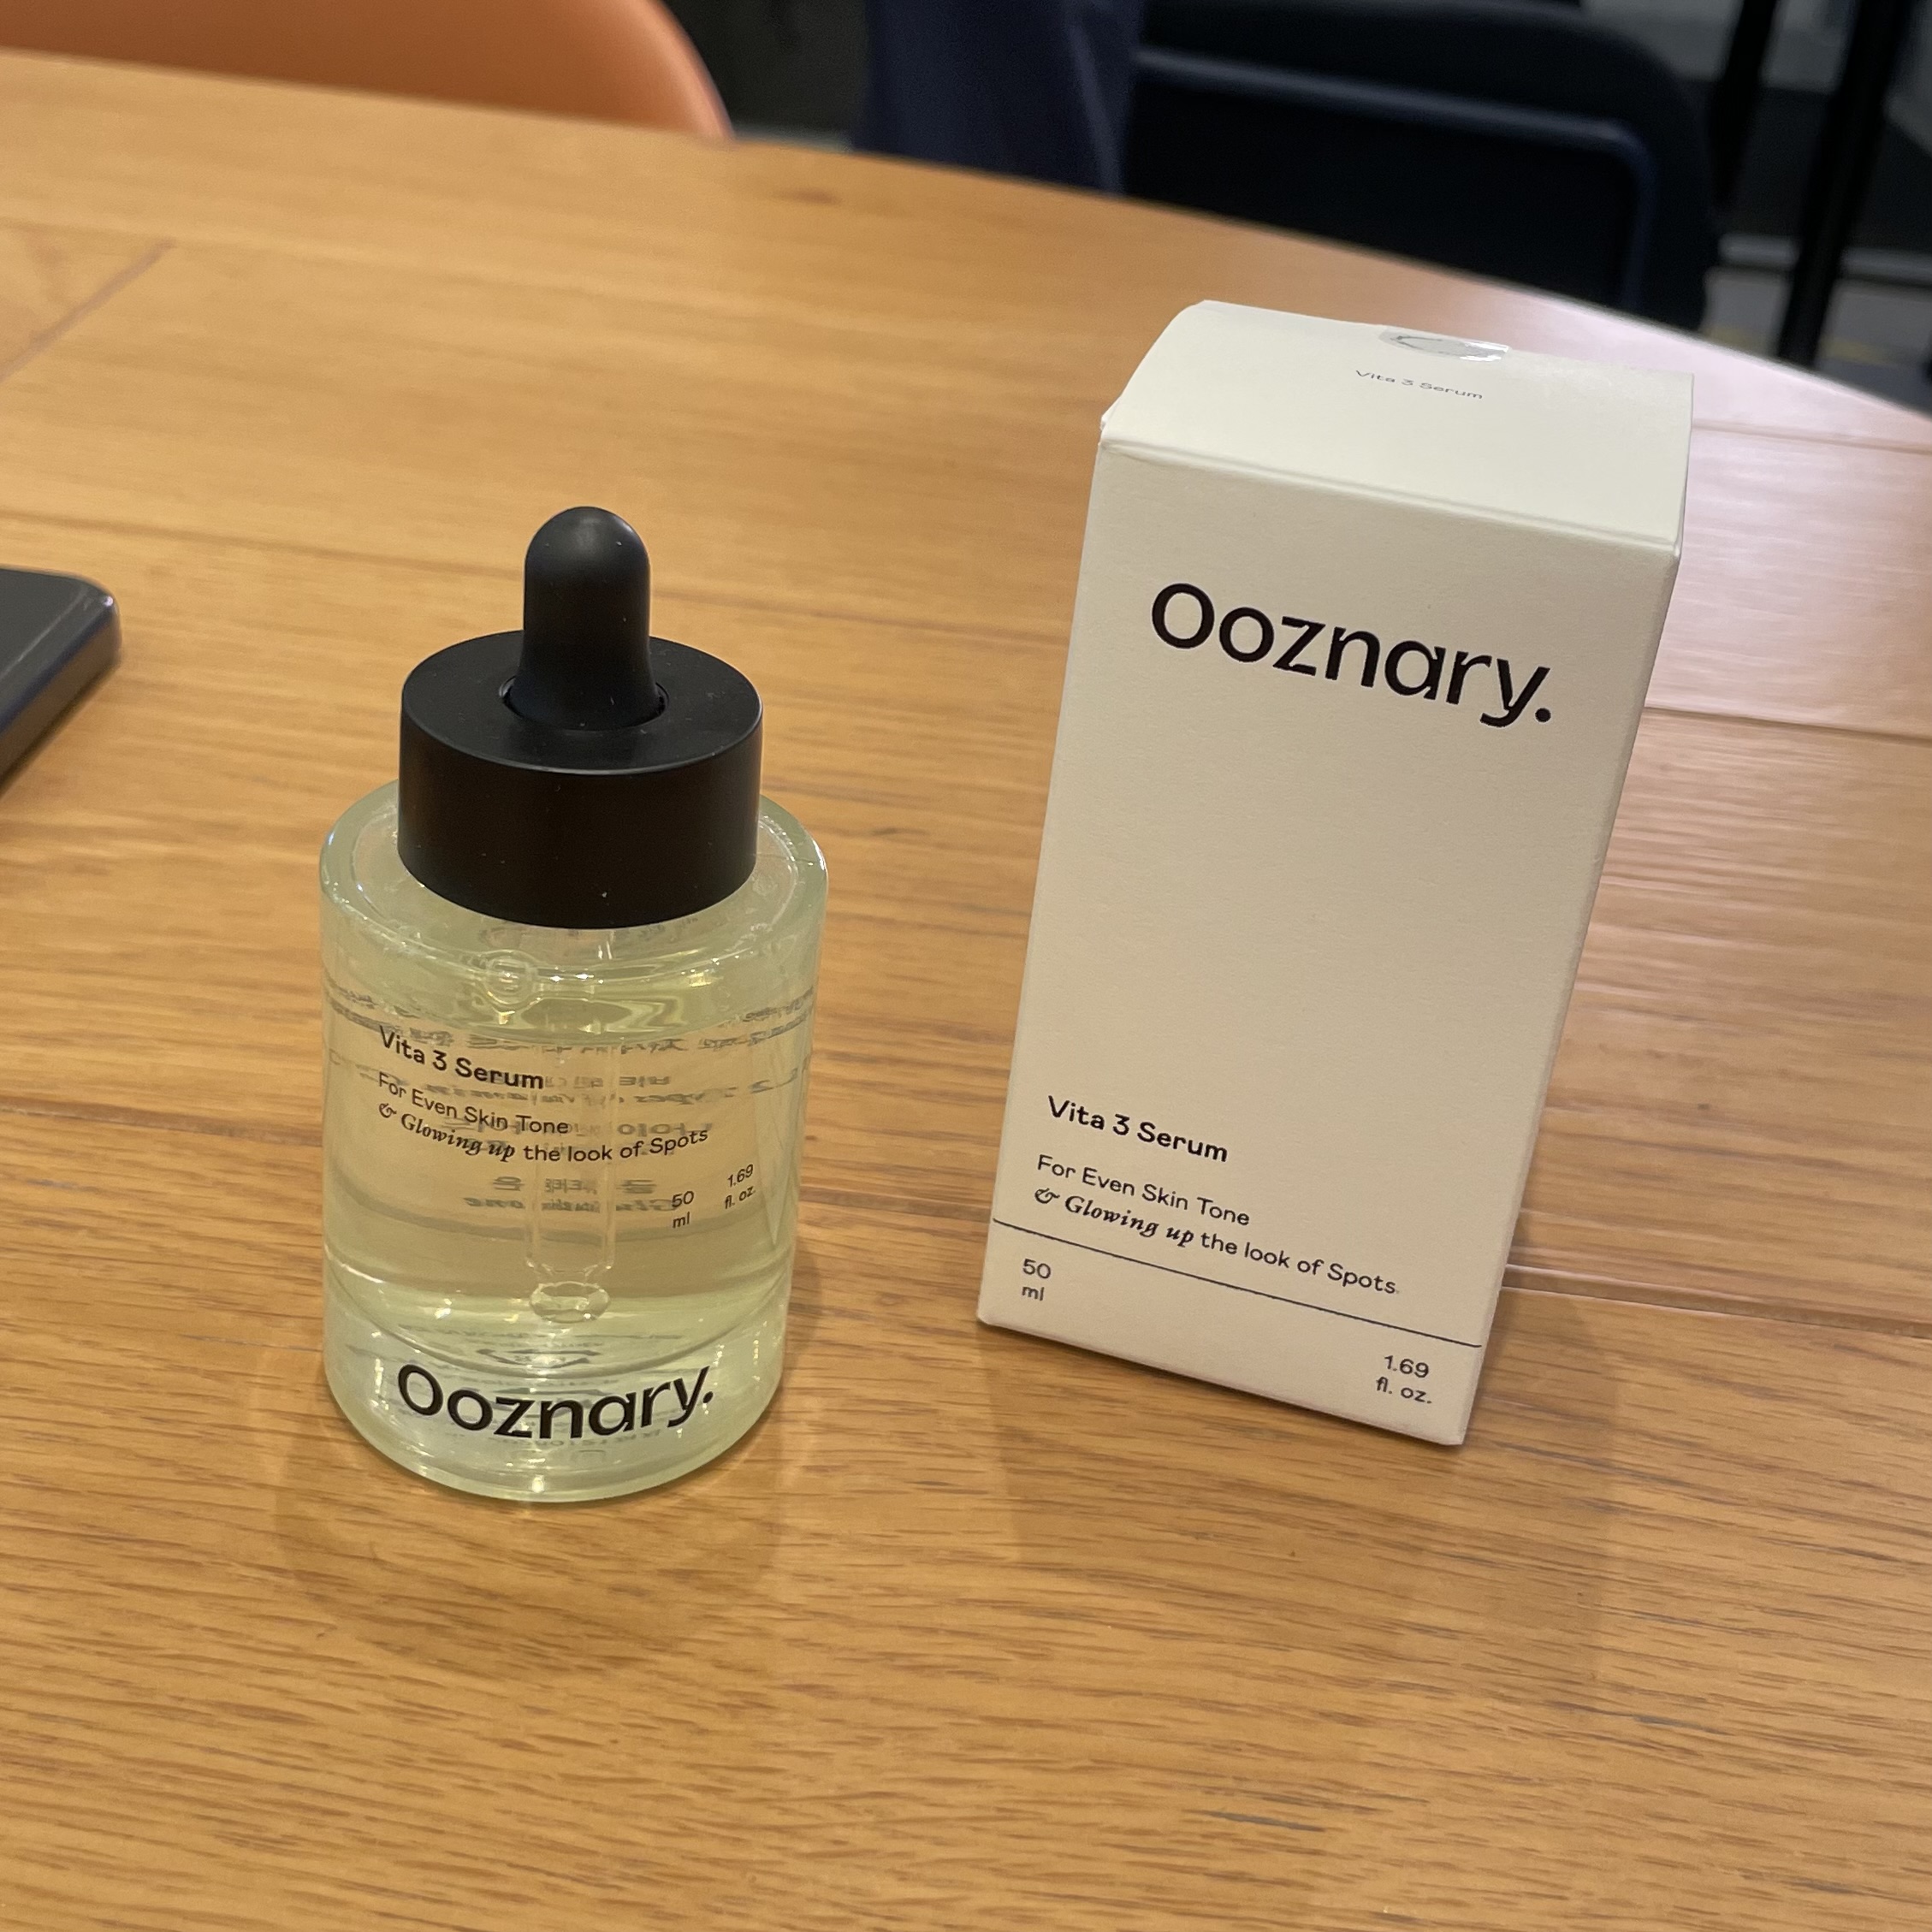 Vita 3 Serum
For Even Skin Tone
& Glowing up the look of Spots
50
ml
1.69
fl. oz.
Ooznary.
Vita 3 Serum
Ooznary.
Vita 3 Serum
For Even Skin Tone
& Glowing up the look of Spots
50
ml
1.69
fl. oz.